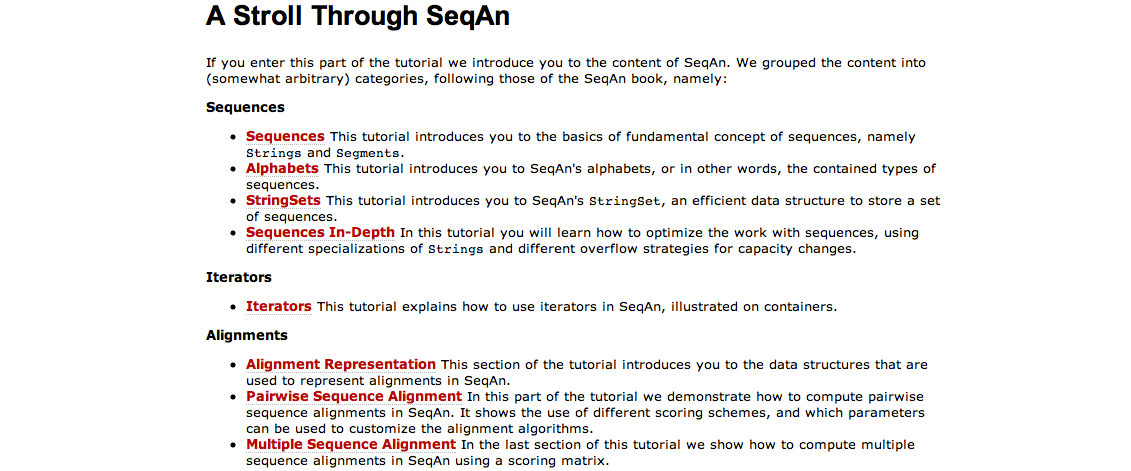 A Stroll Through SeqAn
If you enter this part of the tutorial we introduce you to the content of SeqAn. We grouped the content into
(somewhat arbitrary) categories, following those of the SeqAn book, namely:
Sequences
• Sequences This tutorial introduces you to the basics of fundamental concept of sequences, namely
Strings and Segments.
• Alphabets This tutorial introduces you to SeqAn's alphabets, or in other words, the contained types of
sequences.
• StringSets This tutorial introduces you to SeqAn's StringSet, an efficient data structure to store a set
of sequences.
• Sequences In-Depth In this tutorial you will learn how to optimize the work with sequences, using
different specializations of Strings and different overflow strategies for capacity changes.
Iterators
• Iterators This tutorial explains how to use iterators in SeqAn, illustrated on containers.
Alignments
• Alignment Representation This section of the tutorial introduces you to the data structures that are
used to represent alignments in SeqAn.
• Pairwise Sequence Alignment In this part of the tutorial we demonstrate how to compute pairwise
sequence alignments in SeqAn. It shows the use of different scoring schemes, and which parameters
can be used to customize the alignment algorithms.
• Multiple Sequence Alignment In the last section of this tutorial we show how to compute multiple
sequence alignments in SeqAn using a scoring matrix.